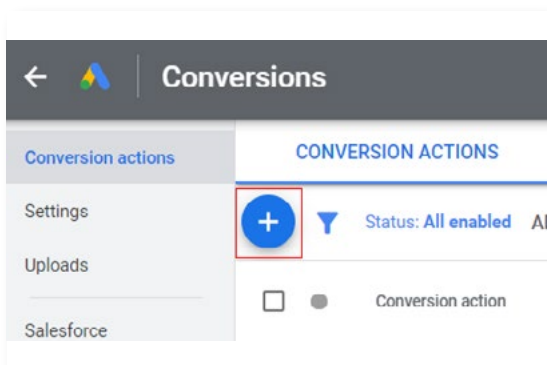 Conversions
Conversion actions
Settings
Uploads
Salesforce
CONVERSION ACTIONS
Status: All enabled
Conversion action